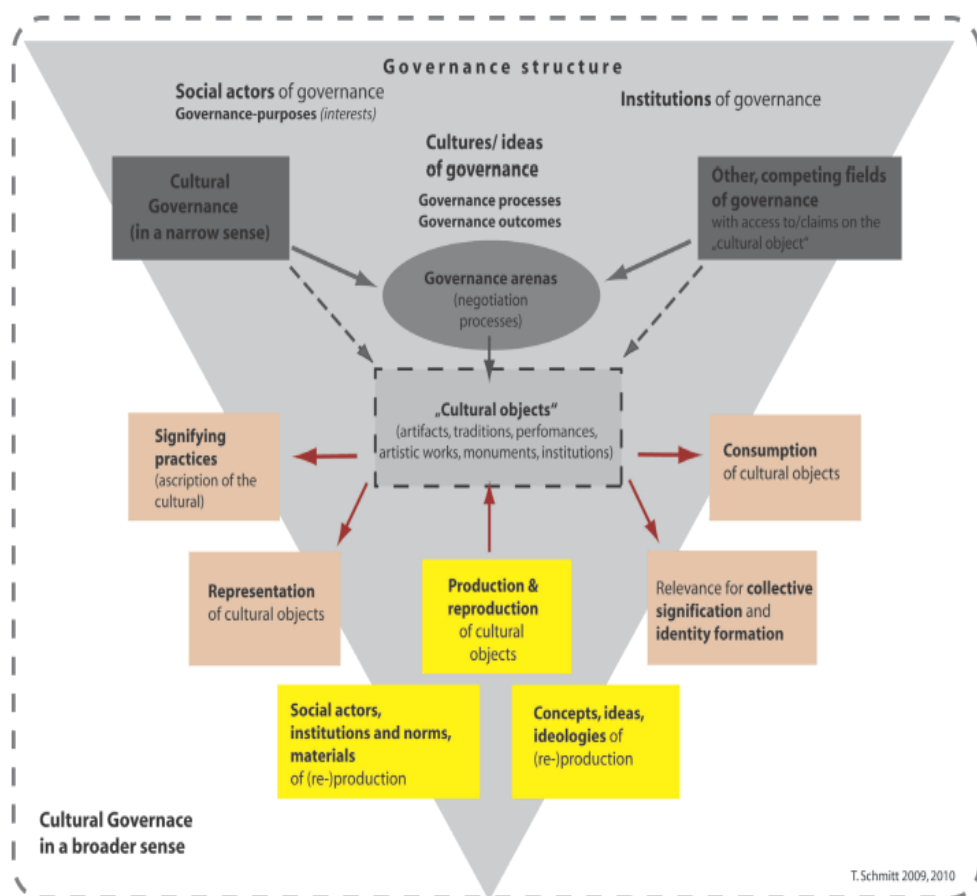 Governance structure
Social actors of governance
Governance-purposes (interests)
Institutions of governance
Cultures/ ideas
of governance
Governance processes
Governance outcomes
Cultural
Governance
(in a narrow sense)
Other, competing fields
of governance
with access to/claims on the
„cultural object"
Governance arenas
(negotiation
processes)
„Cultural objects"
(artifacts, traditions, perfomances,
artistic works, monuments, institutions)
Signifying
practices
(ascription of the
cultural)
Consumption
of cultural objects
Representation
of cultural objects
Production &
reproduction
of cultural
objects
Relevance for collective
signification and
identity formation
Social actors,
institutions and norms,
materials
of (re-)production
Concepts, ideas,
ideologies of
(re-)production
Cultural Governace
in a broader sense
T. Schmitt 2009, 2010